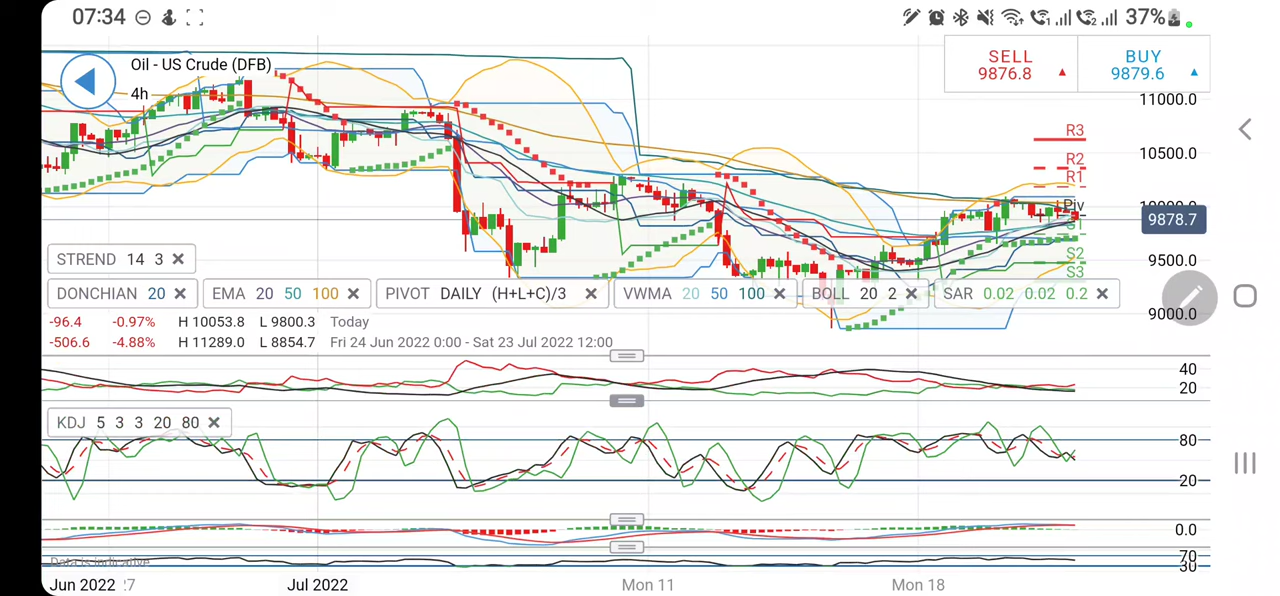 07:34
37%
Oil - US Crude (DFB)
4h
SELL
9876.8
BUY
9879.6
11000.0
R3
10500.0
R2
R1
Piv
9878.7
S1
S2
9500.0
S3
9000.0
STREND 14 3
DONCHIAN 20
EMA 20 50 100
PIVOT DAILY (H+L+C)/3
VWMA 20 50 100
BOLL 20 2
SAR 0.02 0.02 0.2
-96.4 -0.97% H 10053.8 L 9800.3 Today
-506.6 -4.88% H 11289.0 L 8854.7 Fri 24 Jun 2022 0:00 - Sat 23 Jul 2022 12:00
40
20
KDJ 5 3 3 20 80
80
20
0.0
70
30
Data is indicative
Jun 2022 Jul 2022 Mon 11 Mon 18